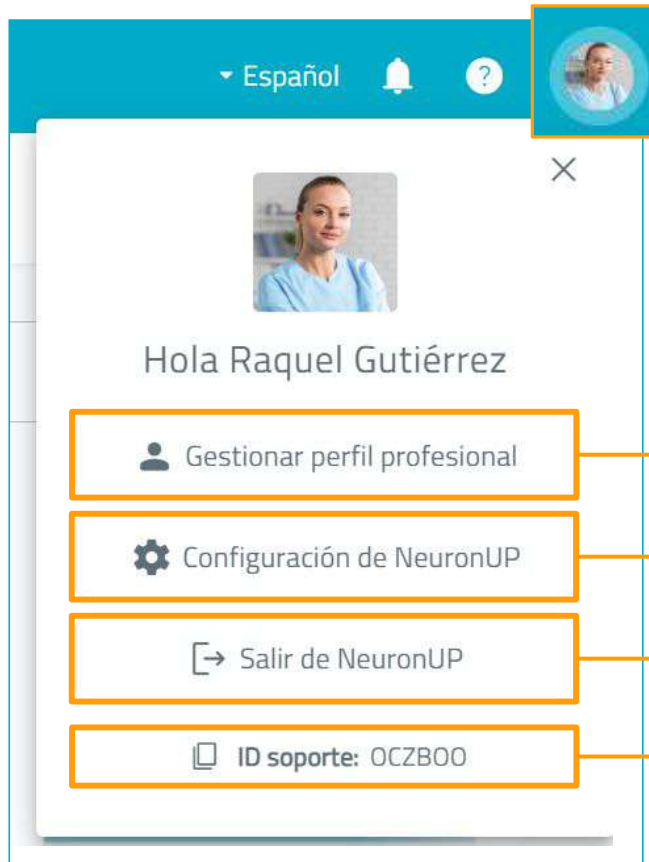 Español
Hola Raquel Gutiérrez
Gestionar perfil profesional
Configuración de NeuronUP
Salir de NeuronUP
ID soporte: OCZBOO